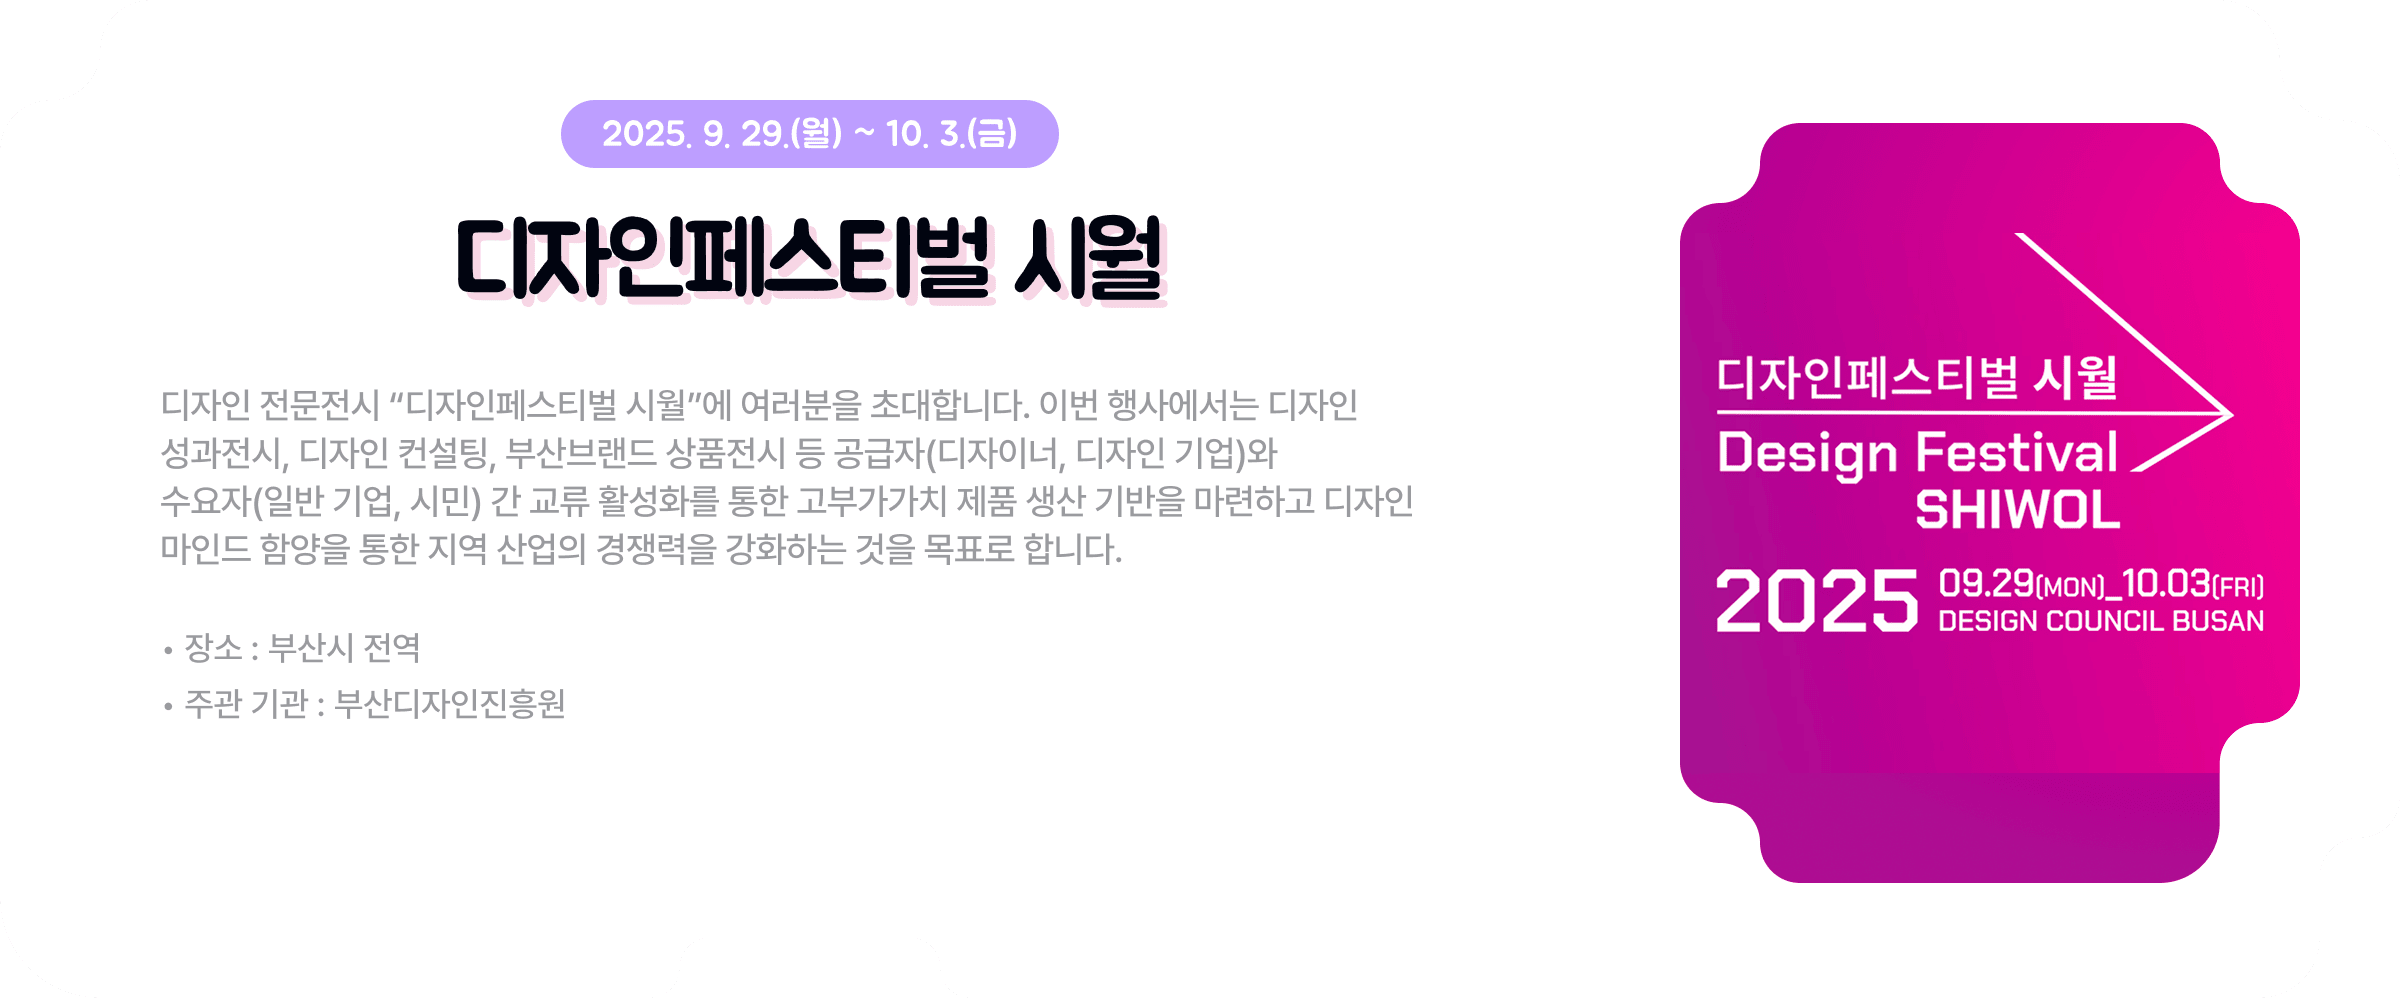 2025. 9. 29.(월) ~ 10. 3.(금)
디자인페스티벌 시월
디자인 전문전시 “디자인페스티벌 시월”에 여러분을 초대합니다. 이번 행사에서는 디자인
성과전시, 디자인 컨설팅, 부산브랜드 상품전시 등 공급자(디자이너, 디자인 기업)와
수요자(일반 기업, 시민) 간 교류 활성화를 통한 고부가가치 제품 생산 기반을 마련하고 디자인
마인드 함양을 통한 지역 산업의 경쟁력을 강화하는 것을 목표로 합니다.
• 장소 : 부산시 전역
• 주관 기관 : 부산디자인진흥원
디자인페스티벌 시월
Design Festival
SHIWOL
2025 09.29(MON)_10.03(FRI)
DESIGN COUNCIL BUSAN